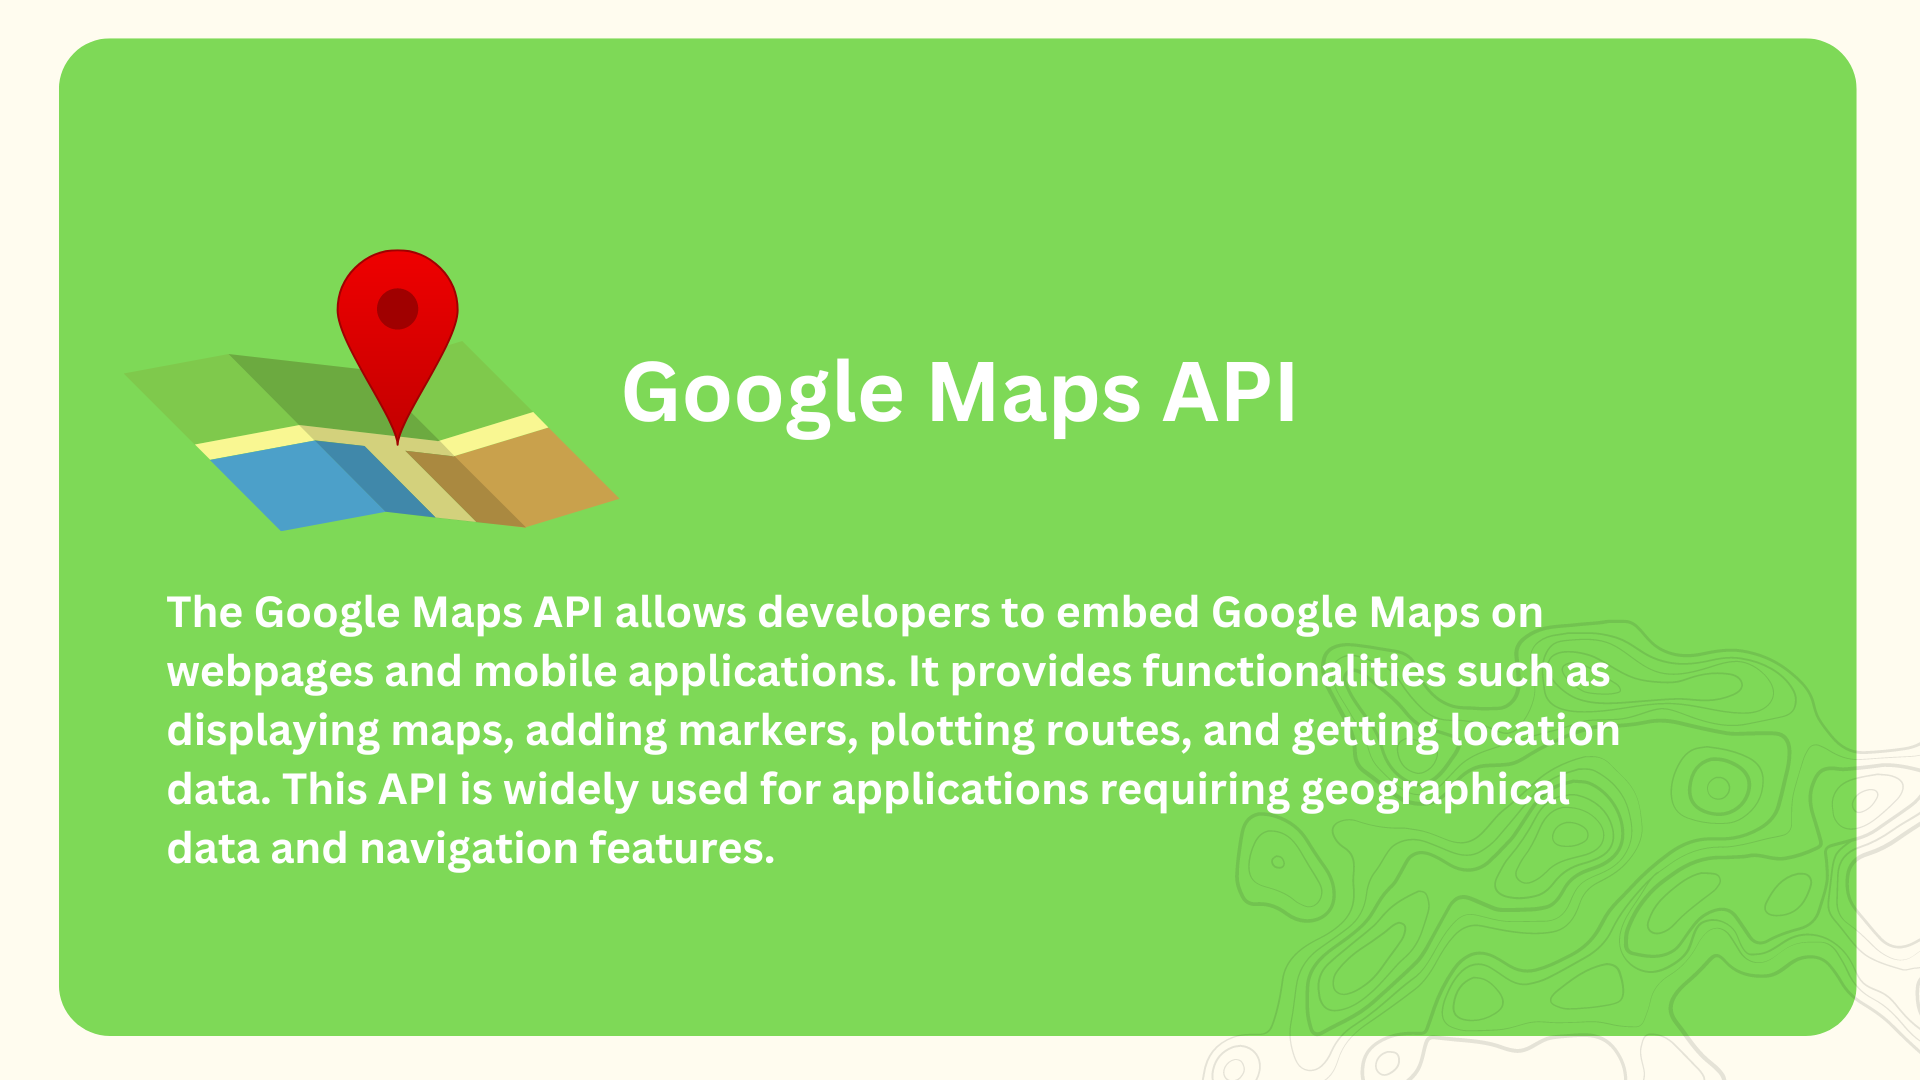 Google Maps API
The Google Maps API allows developers to embed Google Maps on
webpages and mobile applications. It provides functionalities such as
displaying maps, adding markers, plotting routes, and getting location
data. This API is widely used for applications requiring geographical
data and navigation features.